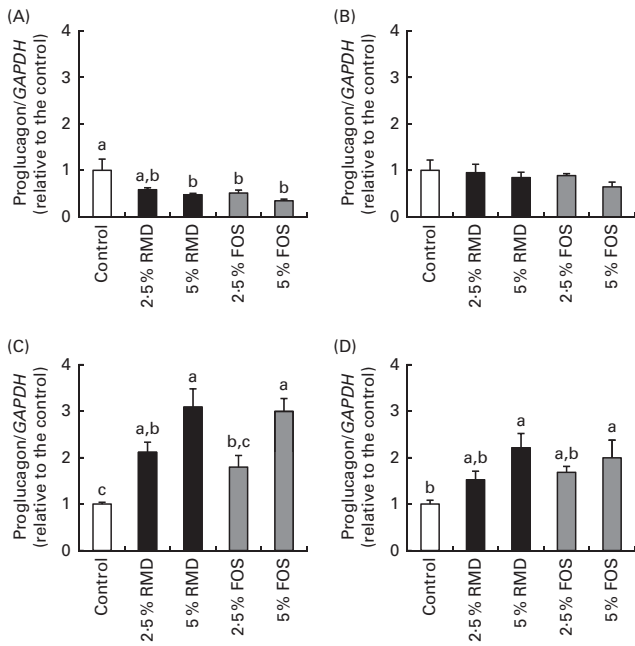 (A)
Proglucagon/GAPDH
(relative to the control)
4
3
2
1
0
a
a,b
b
b
b
Control
2·5 % RMD
5 % RMD
2·5 % FOS
5 % FOS
(B)
Proglucagon/GAPDH
(relative to the control)
4
3
2
1
0
Control
2·5 % RMD
5 % RMD
2·5 % FOS
5 % FOS
(C)
Proglucagon/GAPDH
(relative to the control)
4
3
2
1
0
c
a,b
a
b,c
a
Control
2·5 % RMD
5 % RMD
2·5 % FOS
5 % FOS
(D)
Proglucagon/GAPDH
(relative to the control)
4
3
2
1
0
b
a,b
a
a,b
a
Control
2·5 % RMD
5 % RMD
2·5 % FOS
5 % FOS